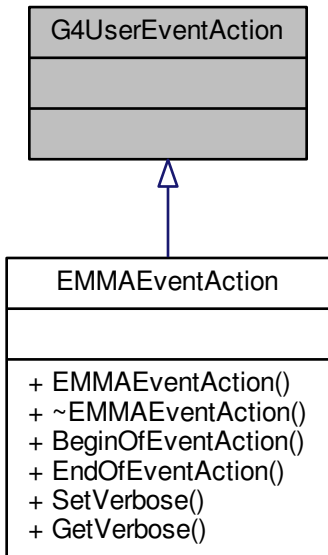 G4UserEventAction
EMMAEventAction
+ EMMAEventAction()
+ ~EMMAEventAction()
+ BeginOfEventAction()
+ EndOfEventAction()
+ SetVerbose()
+ GetVerbose()